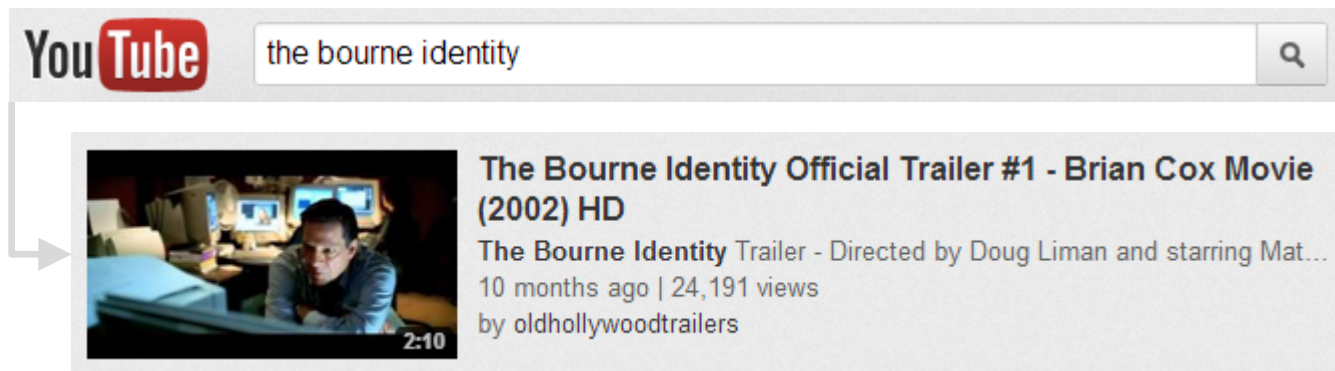 YouTube
the bourne identity
The Bourne Identity Official Trailer #1 - Brian Cox Movie
(2002) HD
The Bourne Identity Trailer - Directed by Doug Liman and starring Mat...
10 months ago | 24,191 views
by oldhollywoodtrailers
2:10